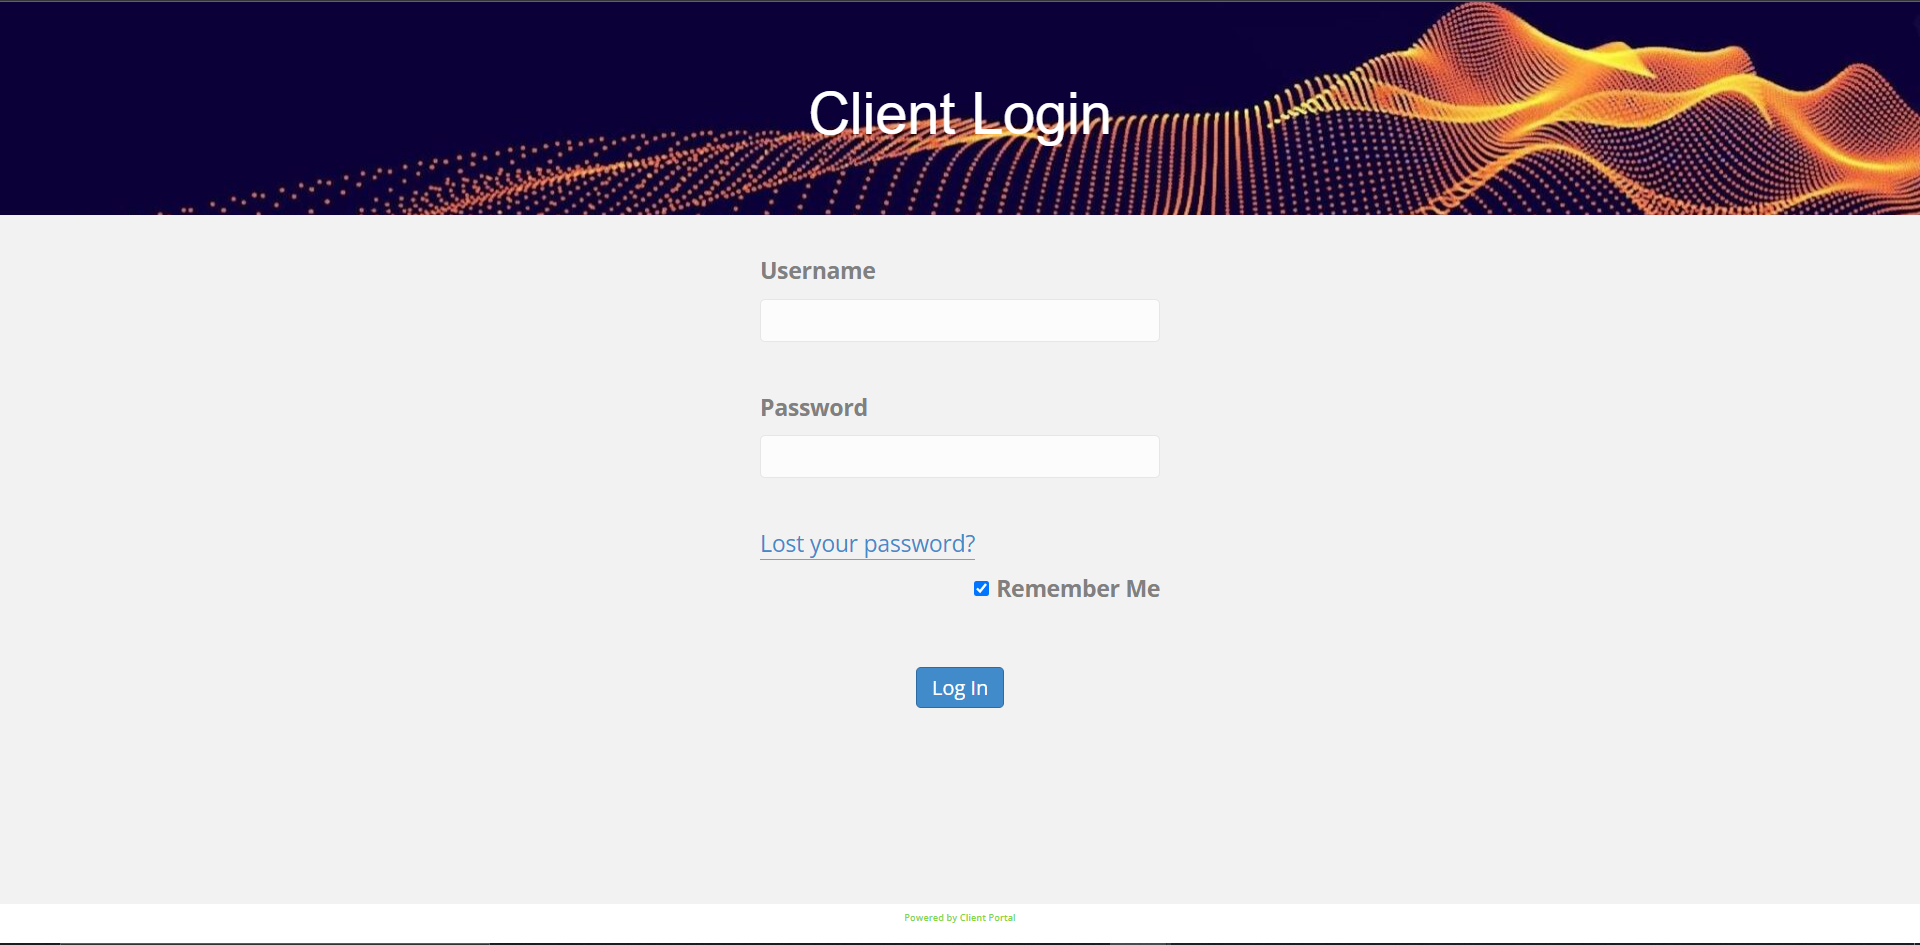 Client Login
Username
Password
Lost your password?
Remember Me
Log In
Powered by Client Portal